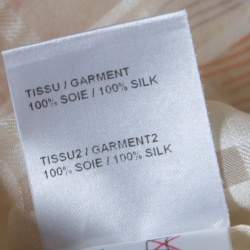 TISSU / GARMENT
100% SOIE / 100% SILK
TISSU2 / GARMENT2
100% SOIE / 100% SILK